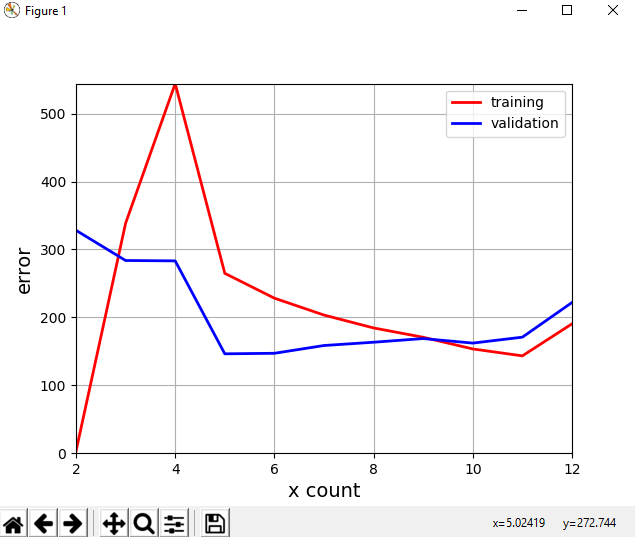 Figure 1
training
validation
500
400
300
200
100
0
error
2 4 6 8 10 12
x count
x=5.02419 y=272.744